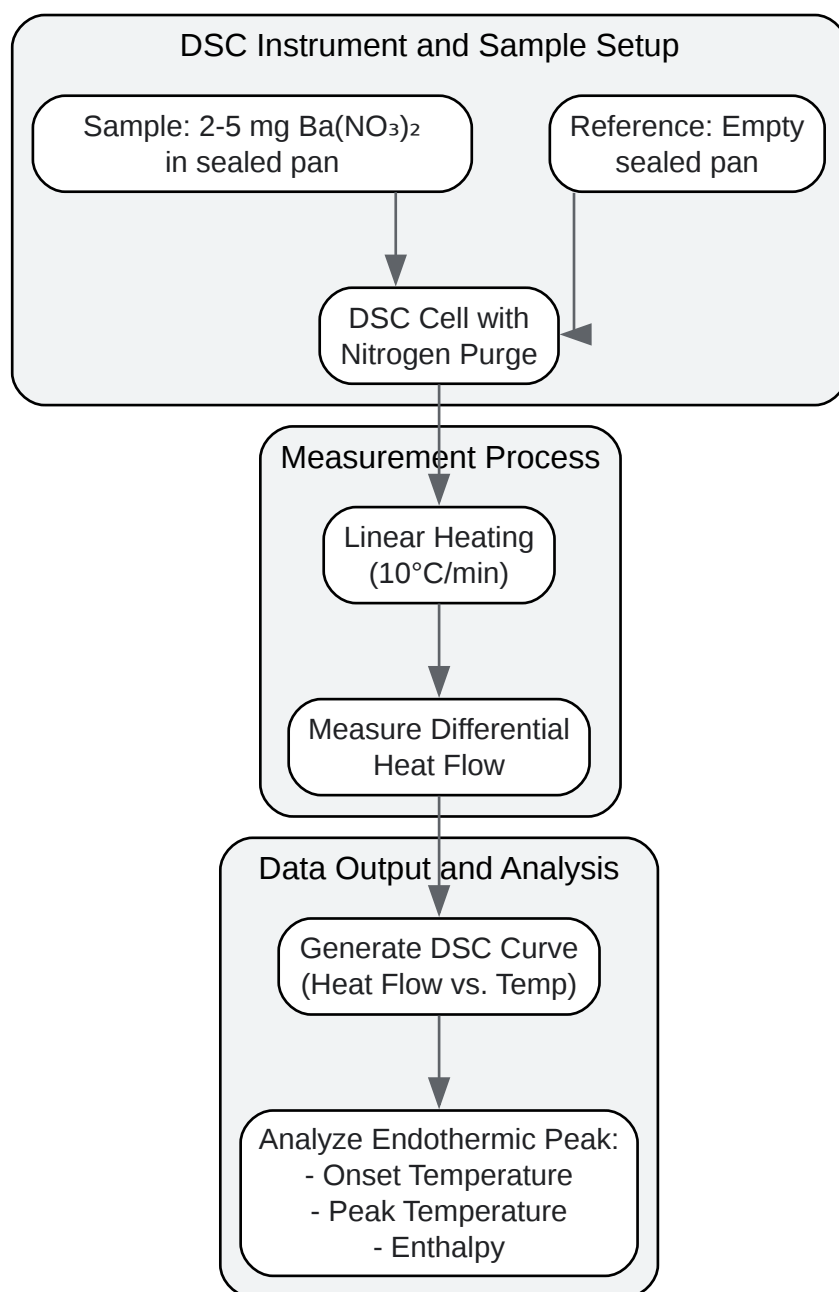 DSC Instrument and Sample Setup
Sample: 2-5 mg Ba(NO₃)₂
in sealed pan
Reference: Empty
sealed pan
DSC Cell with
Nitrogen Purge
Measurement Process
Linear Heating
(10°C/min)
Measure Differential
Heat Flow
Data Output and Analysis
Generate DSC Curve
(Heat Flow vs. Temp)
Analyze Endothermic Peak:
- Onset Temperature
- Peak Temperature
- Enthalpy